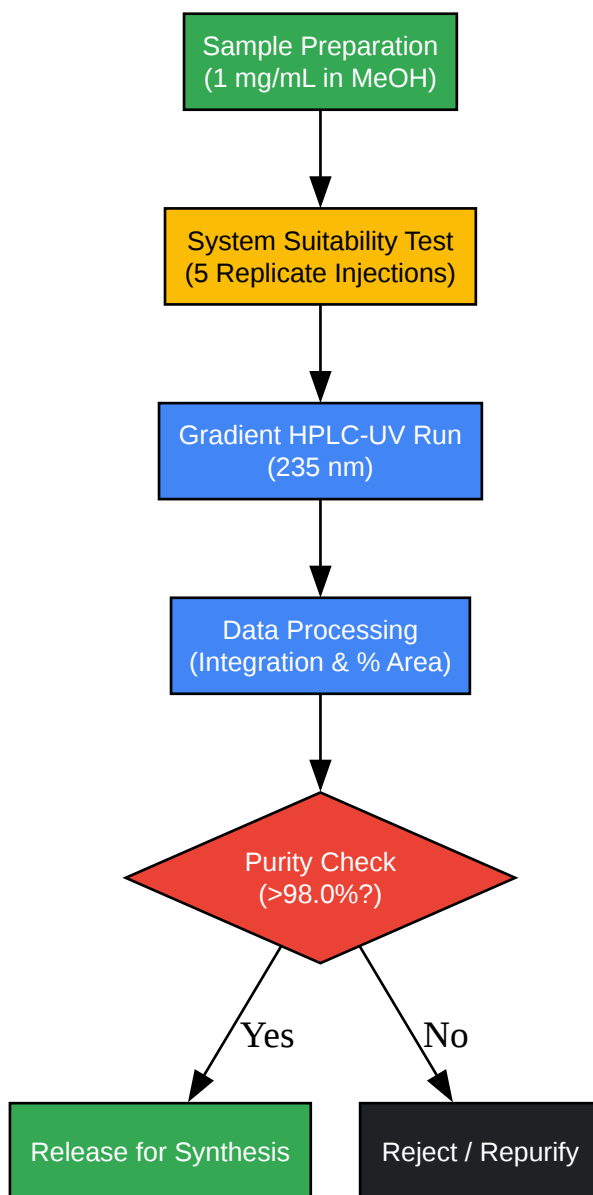 Sample Preparation
(1 mg/mL in MeOH)
System Suitability Test
(5 Replicate Injections)
Gradient HPLC-UV Run
(235 nm)
Data Processing
(Integration & % Area)
Purity Check
(>98.0%?)
Yes
No
Release for Synthesis
Reject / Repurify